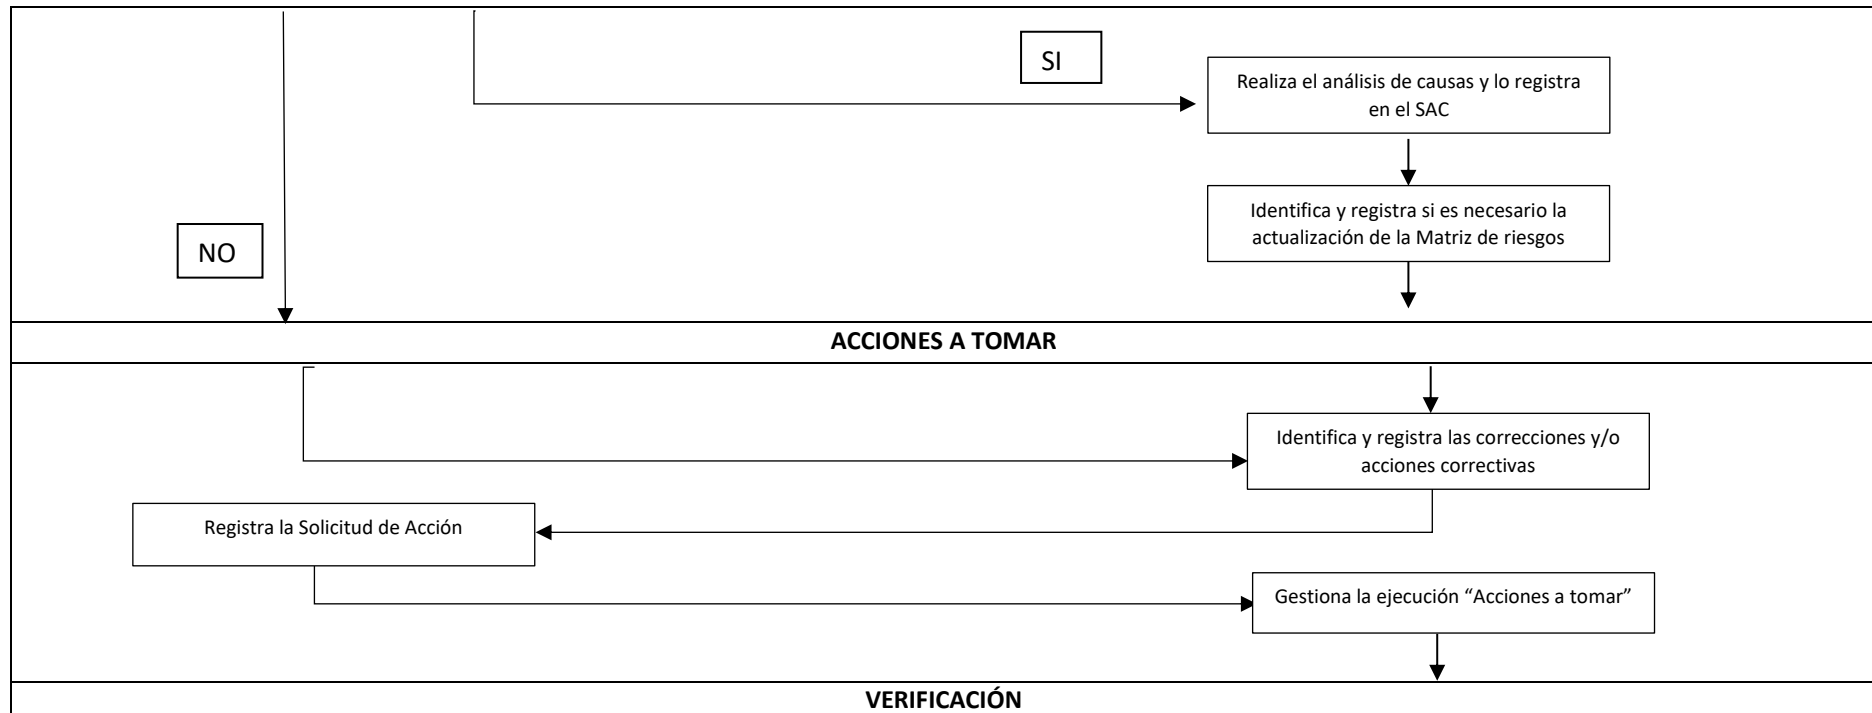 SI
Realiza el análisis de causas y lo registra
en el SAC
Identifica y registra si es necesario la
actualización de la Matriz de riesgos
NO
ACCIONES A TOMAR
Identifica y registra las correcciones y/o
acciones correctivas
Registra la Solicitud de Acción
Gestiona la ejecución “Acciones a tomar”
VERIFICACIÓN